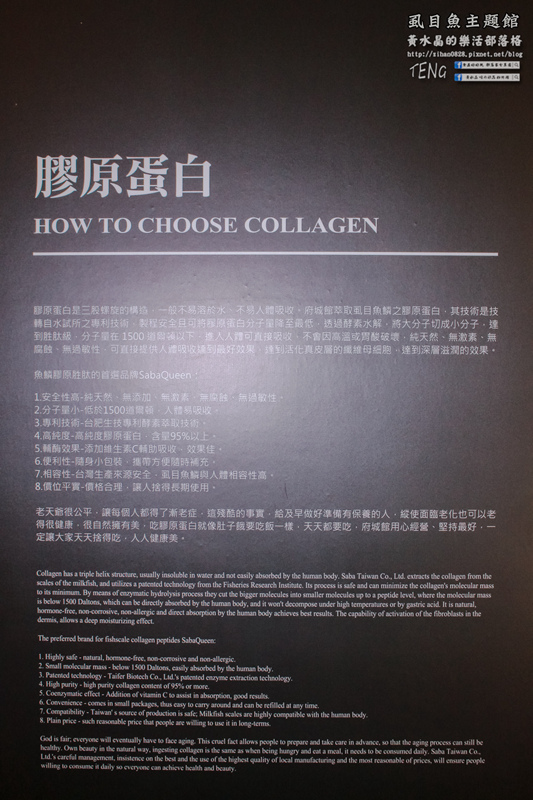 虱目魚主題館
黃水晶的樂活部落格
http://zihan0828.pixnet.net/blog
TENG
膠原蛋白
HOW TO CHOOSE COLLAGEN
膠原蛋白是三股螺旋的構造，一般不易溶於水、不易人體吸收。府城館萃取虱目魚鱗之膠原蛋白，其技術是技
轉自水試所之專利技術，製程安全且可將膠原蛋白分子量降至最低，透過酵素水解，將大分子切成小分子，達
到胜肽級，分子量在1500道爾頓以下，進入人體可直接吸收，不會因高溫或胃酸破壞，純天然、無激素、無
腐蝕、無過敏性、可直接提供人體吸收達到最好效果，達到活化真皮層的纖維母細胞，達到深層滋潤的效果。
魚鱗膠原胜肽的首選品牌SabaQueen：
1.安全性高-純天然、無添加、無激素、無腐蝕、無過敏性。
2.分子量小-低於1500道爾頓，人體易吸收。
3.專利技術-台肥生技專利酵素萃取技術。
4.高純度-高純度膠原蛋白，含量95%以上。
5.輔酶效果-添加維生素C輔助吸收，效果佳。
6.便利性-隨身小包裝，攜帶方便隨時補充。
7.相容性-台灣生產來源安全，虱目魚鱗與人體相容性高。
8.價位平實-價格合理，讓人捨得長期使用。
老天爺很公平，讓每個人都得了漸老症，這殘酷的事實，給及早做好準備有保養的人，縱使面臨老化也可以老
得很健康，很自然擁有美，吃膠原蛋白就像肚子餓要吃飯一樣，天天都要吃，府城館用心經營、堅持最好，一
定讓大家天天捨得吃，人人健康美。
Collagen has a triple helix structure, usually insoluble in water and not easily absorbed by the human body. Saba Taiwan Co., Ltd. extracts the collagen from the
scales of the milkfish, and utilizes a patented technology from the Fisheries Research Institute. Its process is safe and can minimize the collagen's molecular mass
to its minimum. By means of enzymatic hydrolysis process they cut the bigger molecules into smaller molecules up to a peptide level, where the molecular mass
is below 1500 Daltons, which can be directly absorbed by the human body, and it won't decompose under high temperatures or by gastric acid. It is natural,
hormone-free, non-corrosive, non-allergic and direct absorption by the human body achieves best results. The capability of activation of the fibroblasts in the
dermis, allows a deep moisturizing effect.
The preferred brand for fishscale collagen peptides SabaQueen:
1. Highly safe - natural, hormone-free, non-corrosive and non-allergic.
2. Small molecular mass - below 1500 Daltons, easily absorbed by the human body.
3. Patented technology - Taifer Biotech Co., Ltd.'s patented enzyme extraction technology.
4. High purity - high purity collagen content of 95% or more.
5. Coenzymatic effect - Addition of vitamin C to assist in absorption, good results.
6. Convenience - comes in small packages, thus easy to carry around and can be refilled at any time.
7. Compatibility - Taiwan' s source of production is safe; Milkfish scales are highly compatible with the human body.
8. Plain price - such reasonable price that people are willing to use it in long-terms.
God is fair; everyone will eventually have to face aging. This cruel fact allows people to prepare and take care in advance, so that the aging process can still be
healthy. Own beauty in the natural way, ingesting collagen is the same as when being hungry and eat a meal, it needs to be consumed daily. Saba Taiwan Co.,
Ltd.'s careful management, insistence on the best and the use of the highest quality of local manufacturing and the most reasonable of prices, will ensure people
willing to consume it daily so everyone can achieve health and beauty.